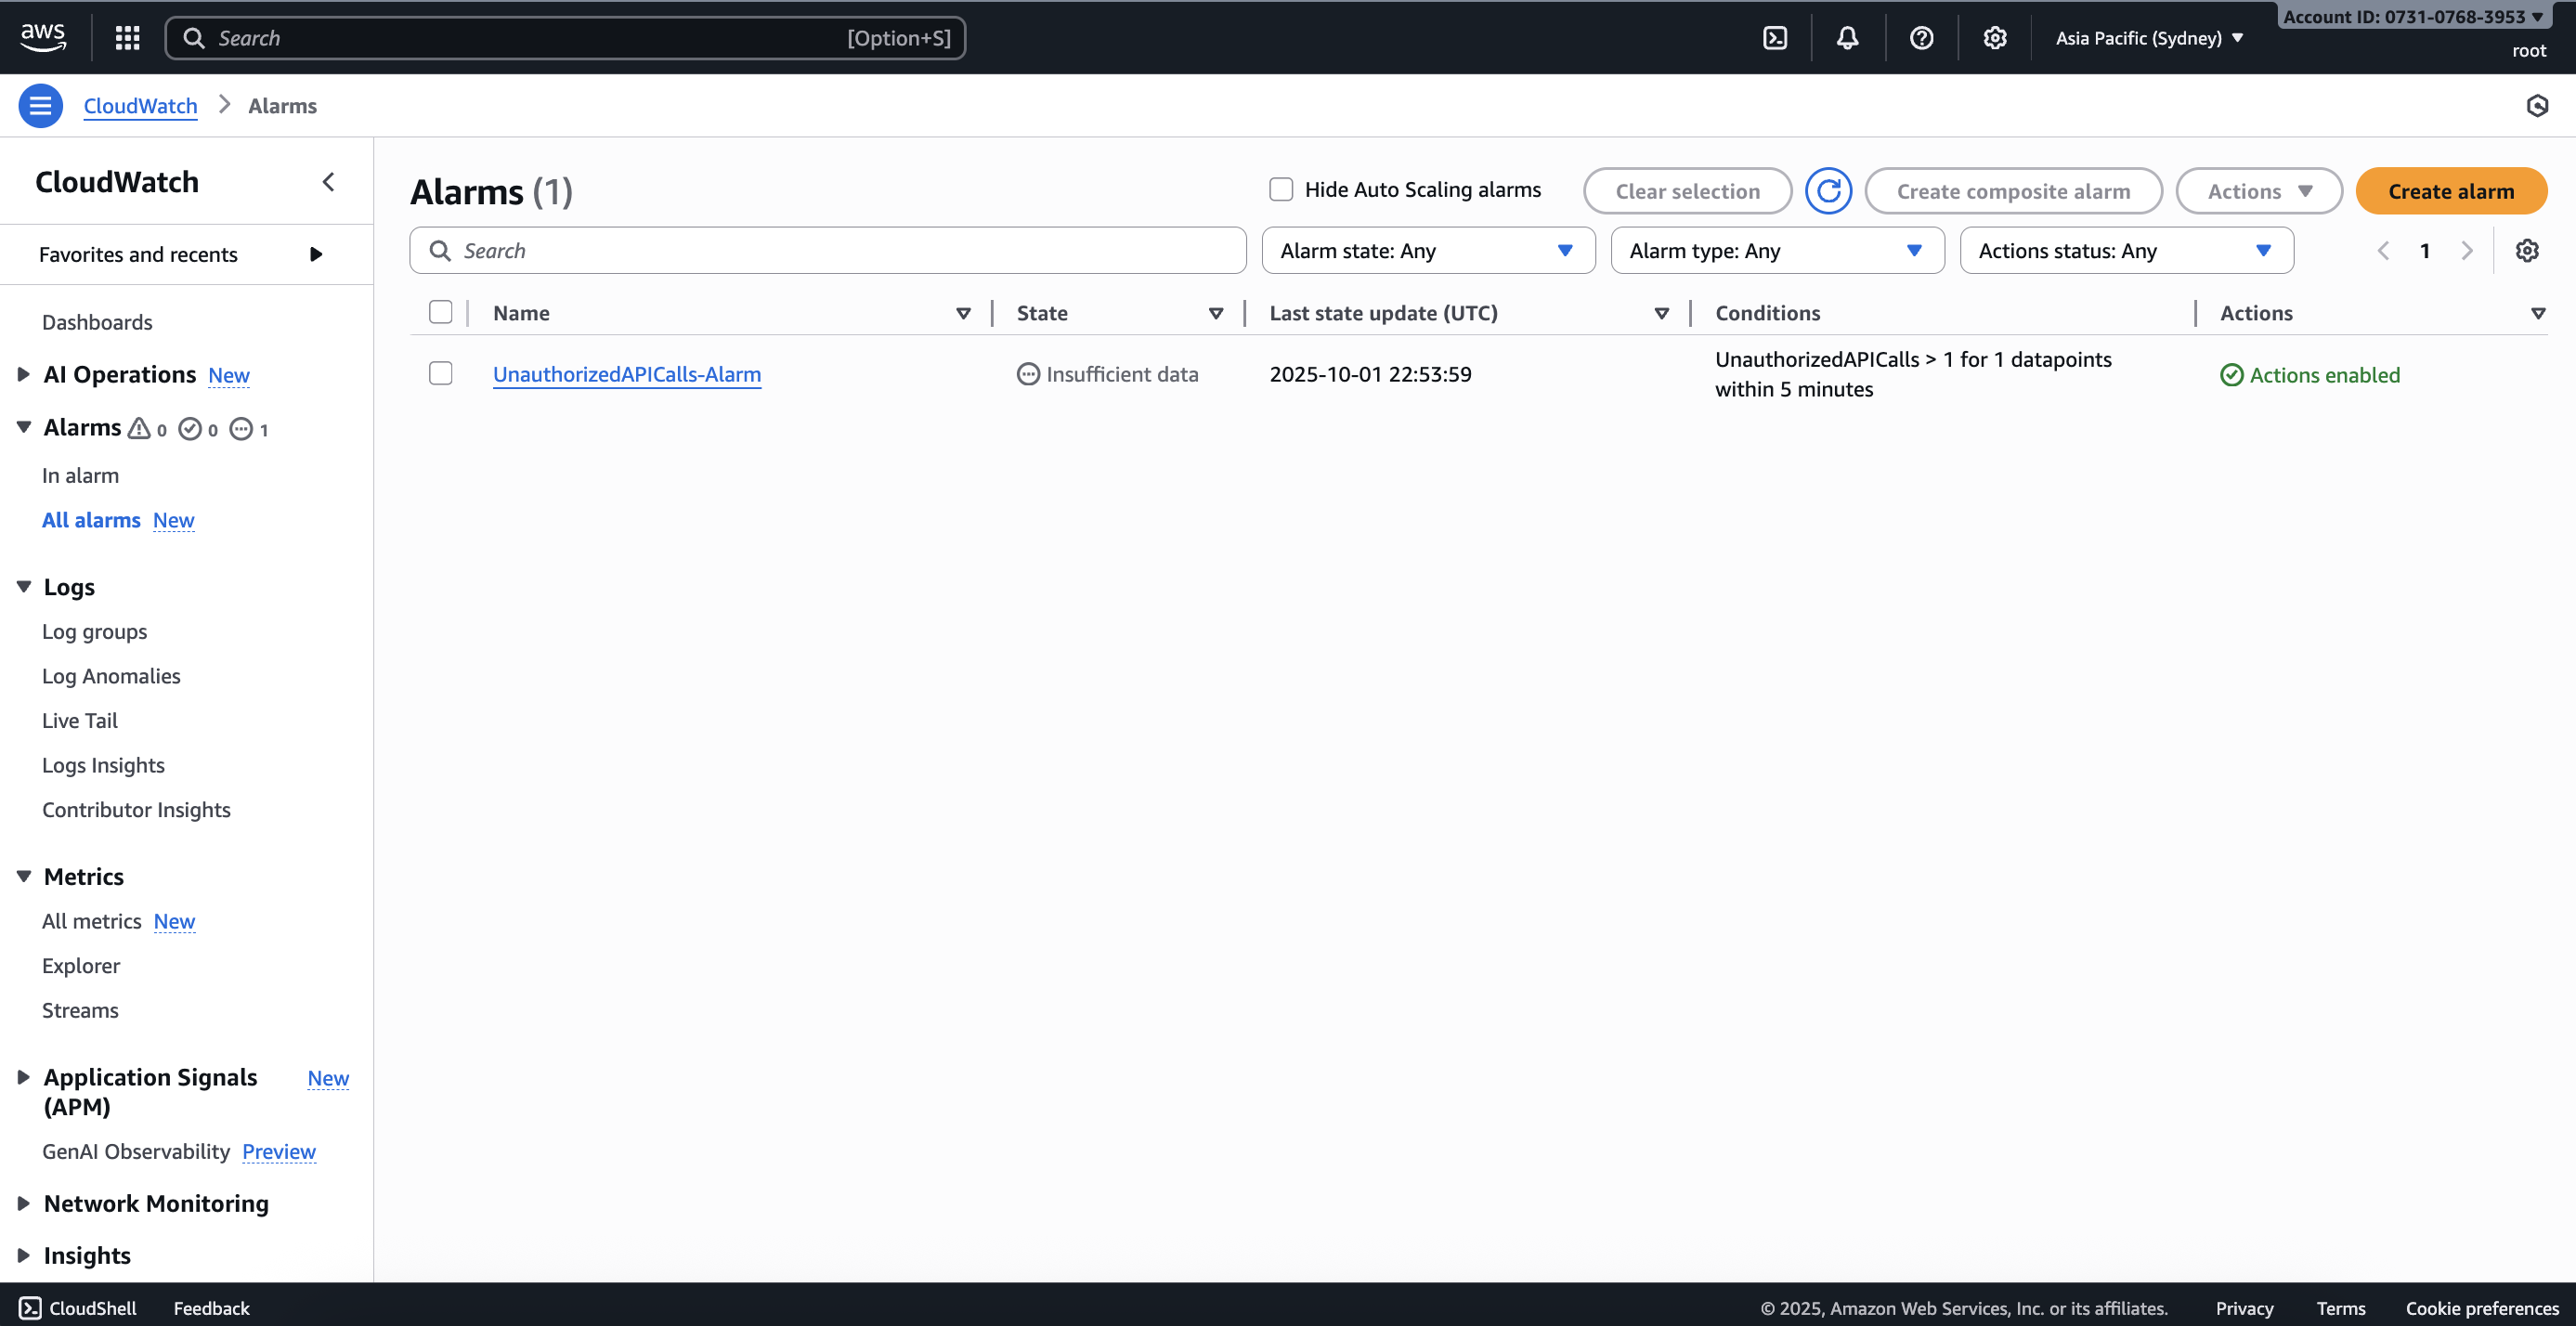 aws
Search [Option+S]
Asia Pacific (Sydney)
Account ID: 0731-0768-3953
root
CloudWatch
Alarms
CloudWatch
Favorites and recents
Dashboards
AI Operations New
Alarms 0 0 1
In alarm
All alarms New
Logs
Log groups
Log Anomalies
Live Tail
Logs Insights
Contributor Insights
Metrics
All metrics New
Explorer
Streams
Application Signals New
(APM)
GenAI Observability Preview
Network Monitoring
Insights
Alarms (1)
Hide Auto Scaling alarms
Clear selection
Create composite alarm
Actions
Create alarm
Search
Alarm state: Any
Alarm type: Any
Actions status: Any
1
Name State Last state update (UTC) Conditions Actions
UnauthorizedAPICalls-Alarm Insufficient data 2025-10-01 22:53:59 UnauthorizedAPICalls > 1 for 1 datapoints
within 5 minutes
Actions enabled
CloudShell Feedback © 2025, Amazon Web Services, Inc. or its affiliates. Privacy Terms Cookie preferences